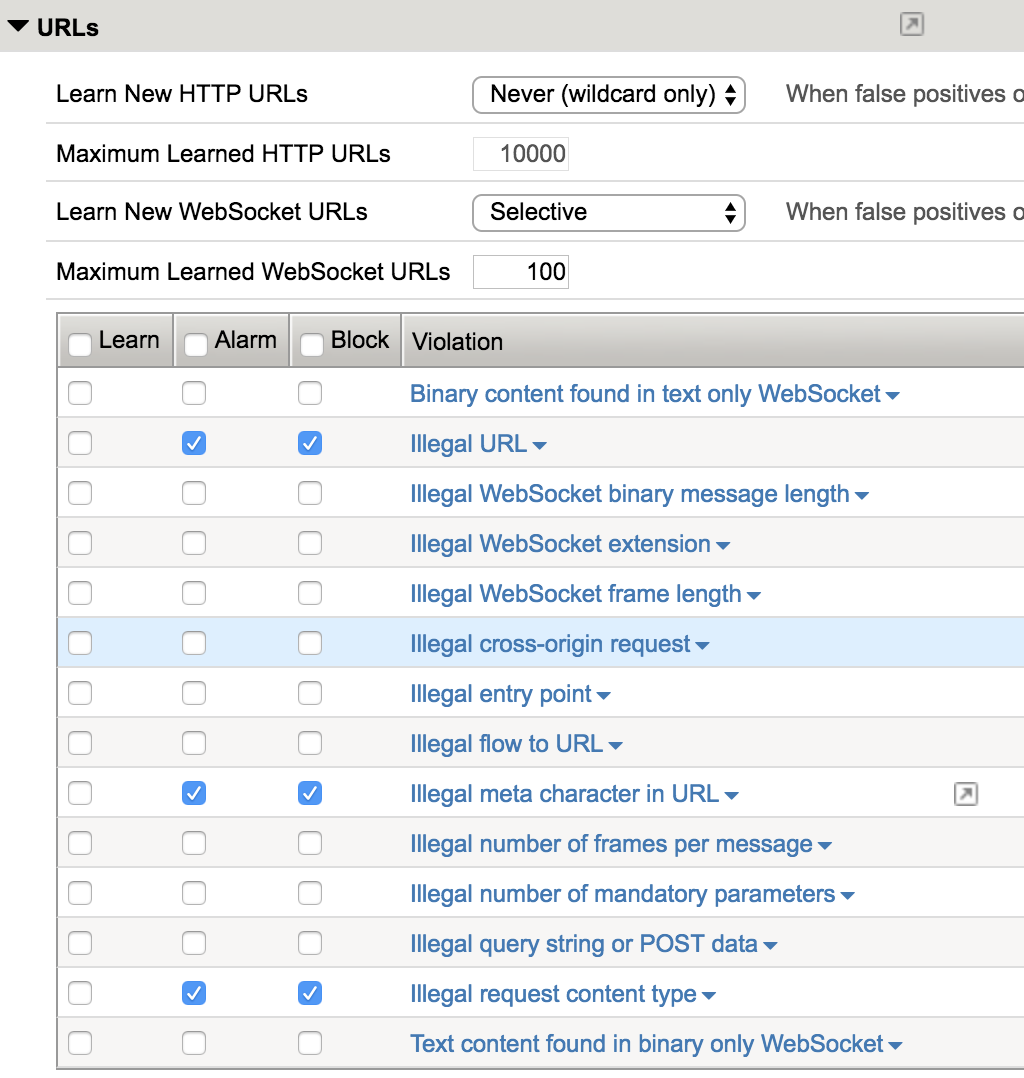 URLs
Learn New HTTP URLs Never (wildcard only) When false positives
Maximum Learned HTTP URLs 10000
Learn New WebSocket URLs Selective When false positives
Maximum Learned WebSocket URLs 100
Learn Alarm Block Violation
Binary content found in text only WebSocket
Illegal URL
Illegal WebSocket binary message length
Illegal WebSocket extension
Illegal WebSocket frame length
Illegal cross-origin request
Illegal entry point
Illegal flow to URL
Illegal meta character in URL
Illegal number of frames per message
Illegal number of mandatory parameters
Illegal query string or POST data
Illegal request content type
Text content found in binary only WebSocket